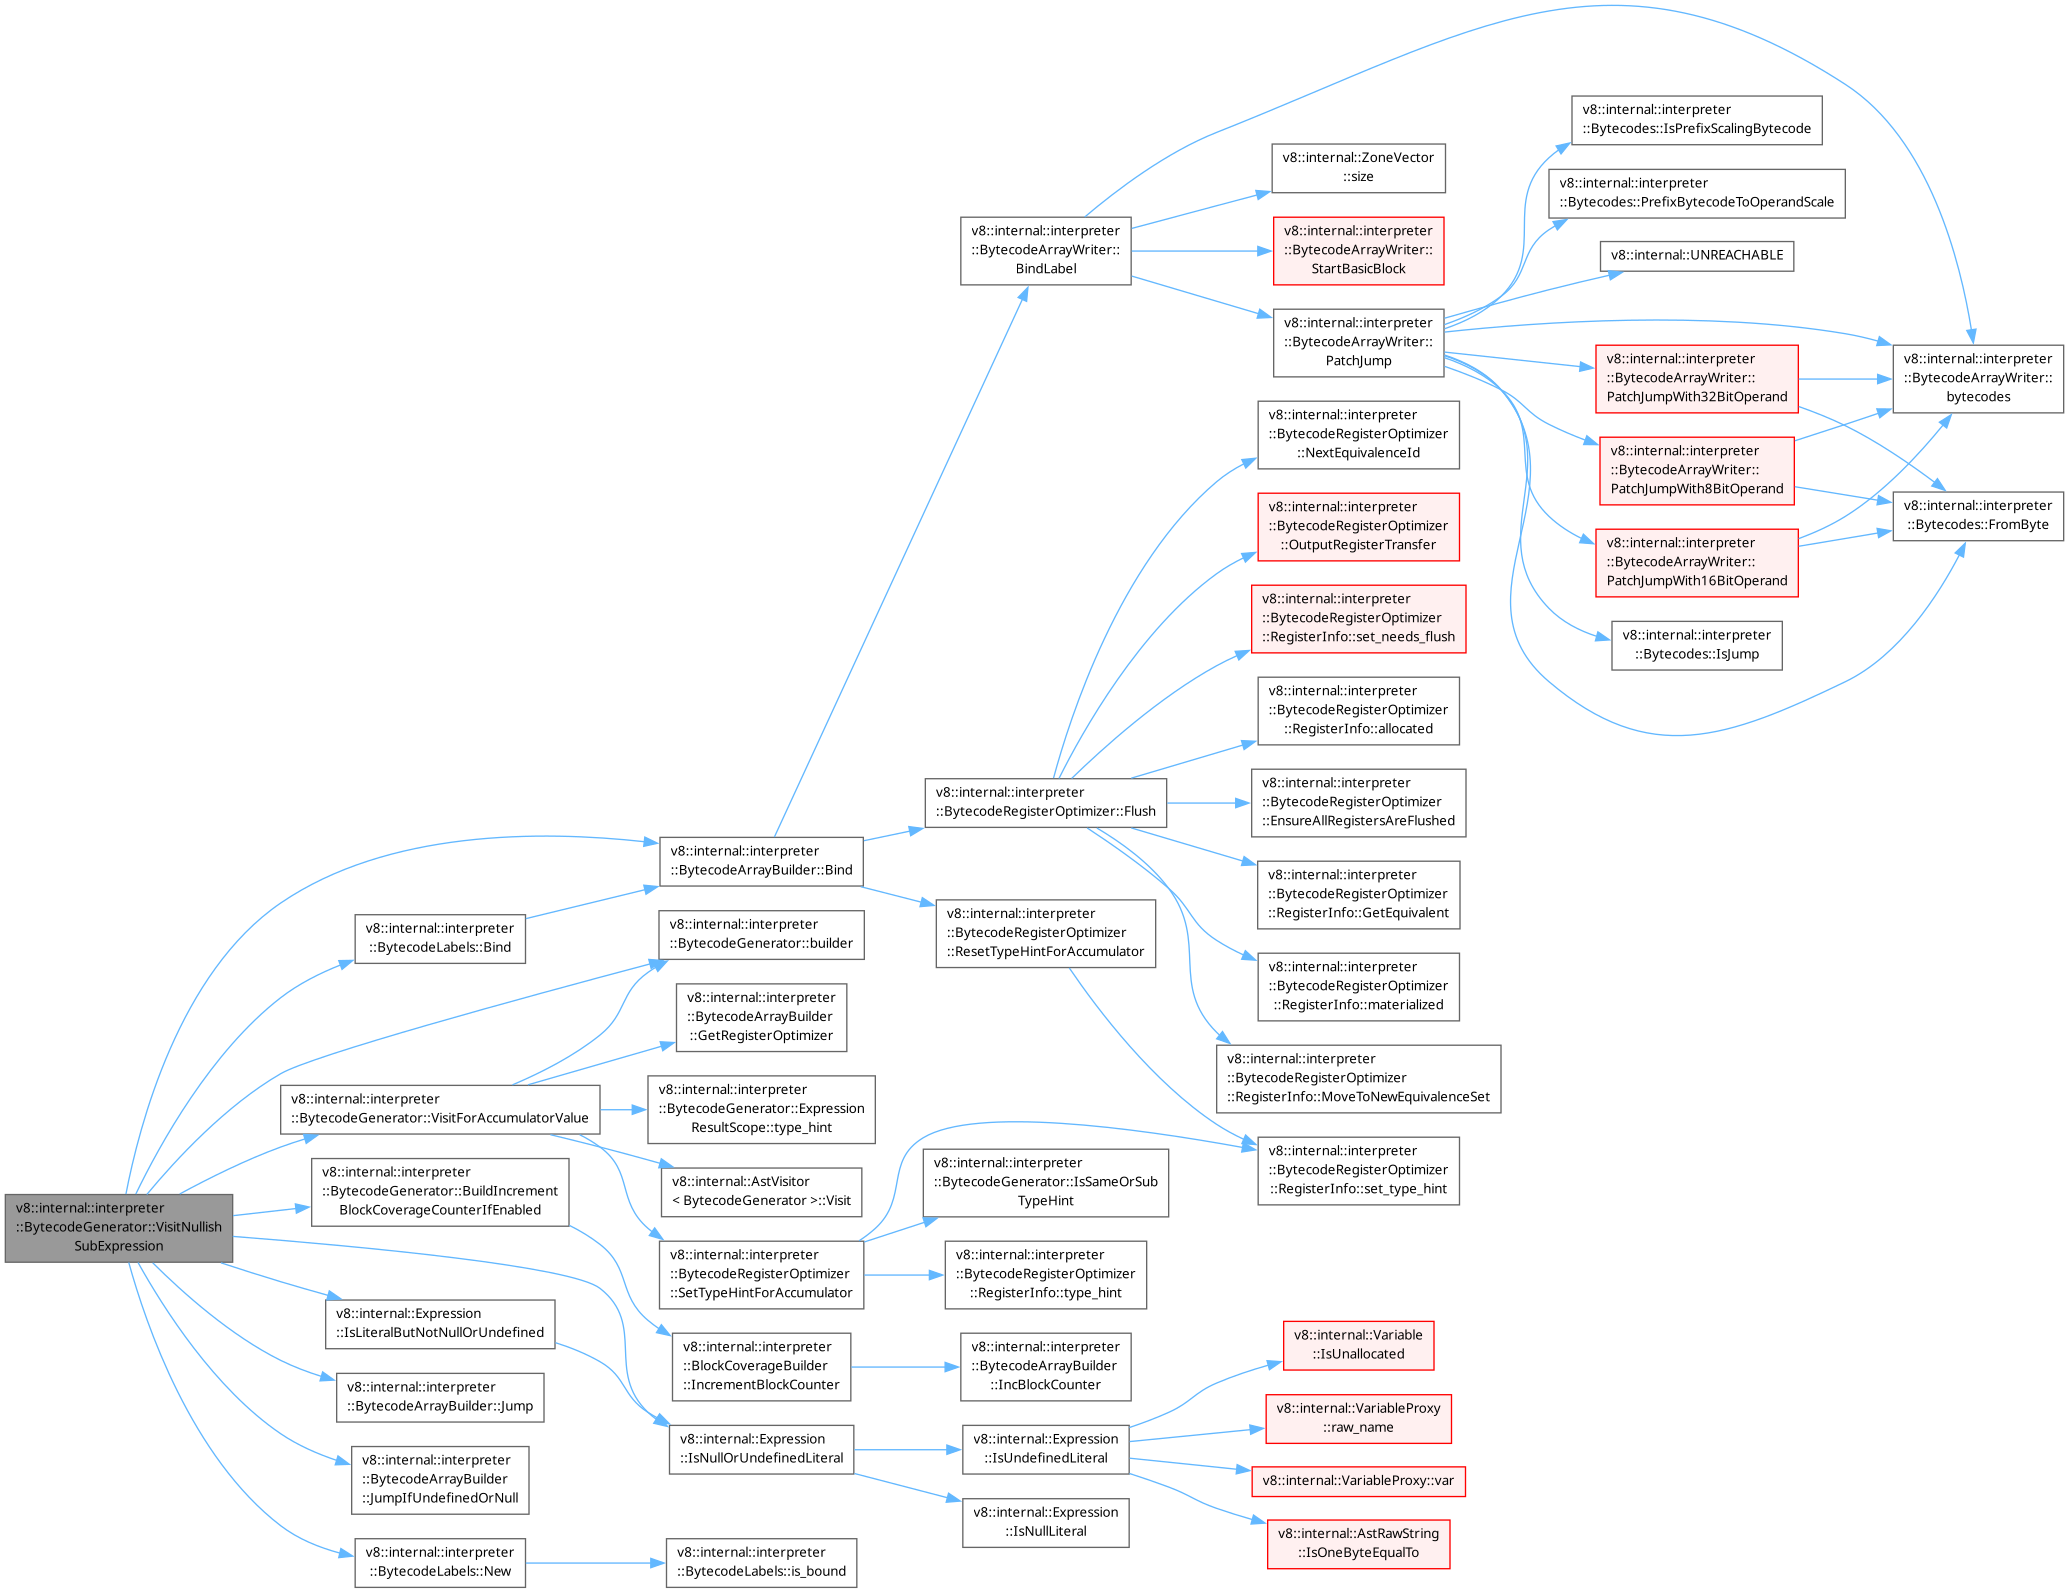 v8::internal::interpreter
::BytecodeGenerator::VisitNullish
SubExpression
v8::internal::interpreter
::BytecodeLabels::Bind
v8::internal::interpreter
::BytecodeGenerator::VisitForAccumulatorValue
v8::internal::interpreter
::BytecodeGenerator::BuildIncrement
BlockCoverageCounterIfEnabled
v8::internal::Expression
::IsLiteralButNotNullOrUndefined
v8::internal::interpreter
::BytecodeArrayBuilder::Jump
v8::internal::interpreter
::BytecodeArrayBuilder
::JumpIfUndefinedOrNull
v8::internal::interpreter
::BytecodeLabels::New
v8::internal::interpreter
::BytecodeArrayBuilder::Bind
v8::internal::interpreter
::BytecodeGenerator::builder
v8::internal::interpreter
::BytecodeArrayBuilder
::GetRegisterOptimizer
v8::internal::interpreter
::BytecodeGenerator::Expression
ResultScope::type_hint
v8::internal::AstVisitor
< BytecodeGenerator >::Visit
v8::internal::interpreter
::BytecodeRegisterOptimizer
::SetTypeHintForAccumulator
v8::internal::interpreter
::BlockCoverageBuilder
::IncrementBlockCounter
v8::internal::Expression
::IsNullOrUndefinedLiteral
v8::internal::interpreter
::BytecodeLabels::is_bound
v8::internal::interpreter
::BytecodeArrayWriter::
BindLabel
v8::internal::interpreter
::BytecodeRegisterOptimizer::Flush
v8::internal::interpreter
::BytecodeRegisterOptimizer
::ResetTypeHintForAccumulator
v8::internal::interpreter
::BytecodeGenerator::IsSameOrSub
TypeHint
v8::internal::interpreter
::BytecodeRegisterOptimizer
::RegisterInfo::type_hint
v8::internal::interpreter
::BytecodeArrayBuilder
::IncBlockCounter
v8::internal::Expression
::IsUndefinedLiteral
v8::internal::Expression
::IsNullLiteral
v8::internal::ZoneVector
::size
v8::internal::interpreter
::BytecodeArrayWriter::
StartBasicBlock
v8::internal::interpreter
::BytecodeArrayWriter::
PatchJump
v8::internal::interpreter
::BytecodeRegisterOptimizer
::NextEquivalenceId
v8::internal::interpreter
::BytecodeRegisterOptimizer
::OutputRegisterTransfer
v8::internal::interpreter
::BytecodeRegisterOptimizer
::RegisterInfo::set_needs_flush
v8::internal::interpreter
::BytecodeRegisterOptimizer
::RegisterInfo::allocated
v8::internal::interpreter
::BytecodeRegisterOptimizer
::EnsureAllRegistersAreFlushed
v8::internal::interpreter
::BytecodeRegisterOptimizer
::RegisterInfo::GetEquivalent
v8::internal::interpreter
::BytecodeRegisterOptimizer
::RegisterInfo::materialized
v8::internal::interpreter
::BytecodeRegisterOptimizer
::RegisterInfo::MoveToNewEquivalenceSet
v8::internal::interpreter
::BytecodeRegisterOptimizer
::RegisterInfo::set_type_hint
v8::internal::Variable
::IsUnallocated
v8::internal::VariableProxy
::raw_name
v8::internal::VariableProxy::var
v8::internal::AstRawString
::IsOneByteEqualTo
v8::internal::interpreter
::Bytecodes::IsPrefixScalingBytecode
v8::internal::interpreter
::Bytecodes::PrefixBytecodeToOperandScale
v8::internal::UNREACHABLE
v8::internal::interpreter
::BytecodeArrayWriter::
PatchJumpWith32BitOperand
v8::internal::interpreter
::BytecodeArrayWriter::
PatchJumpWith8BitOperand
v8::internal::interpreter
::BytecodeArrayWriter::
PatchJumpWith16BitOperand
v8::internal::interpreter
::Bytecodes::IsJump
v8::internal::interpreter
::BytecodeArrayWriter::
bytecodes
v8::internal::interpreter
::Bytecodes::FromByte